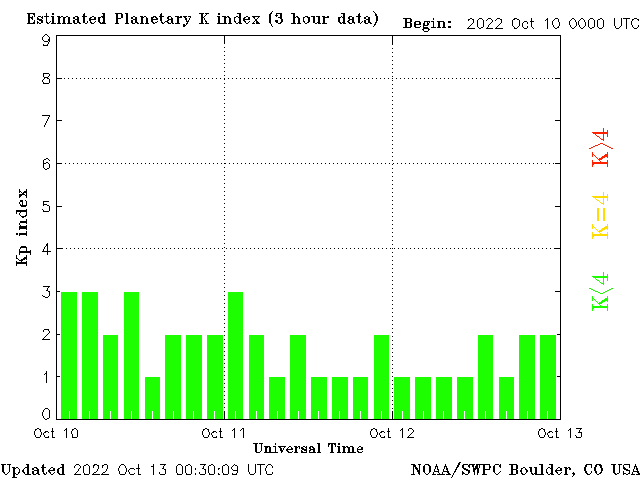 Estimated Planetary K index (3 hour data)
Begin: 2022 Oct 10 0000 UTC
9
8
7
6
5
4
3
2
1
0
Kp index
K>4
K=4
K<4
Oct 10
Oct 11
Oct 12
Oct 13
Universal Time
Updated 2022 Oct 13 00:30:09 UTC
NOAA/SWPC Boulder, CO USA